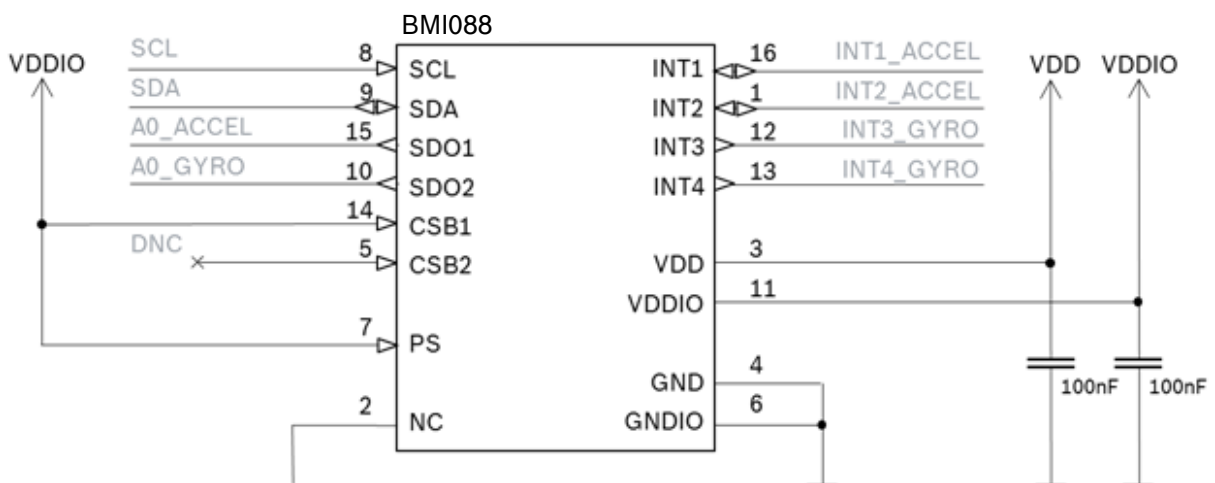 BMI088
VDDIO
SCL
8
SCL
SDA
9
SDA
A0_ACCEL
15
SDO1
A0_GYRO
10
SDO2
14
CSB1
DNC
5
CSB2
7
PS
2
NC
INT1
16
INT1_ACCEL
INT2
1
INT2_ACCEL
INT3
12
INT3_GYRO
INT4
13
INT4_GYRO
VDD
3
VDDIO
11
GND
4
GNDIO
6
VDD
VDDIO
100nF
100nF